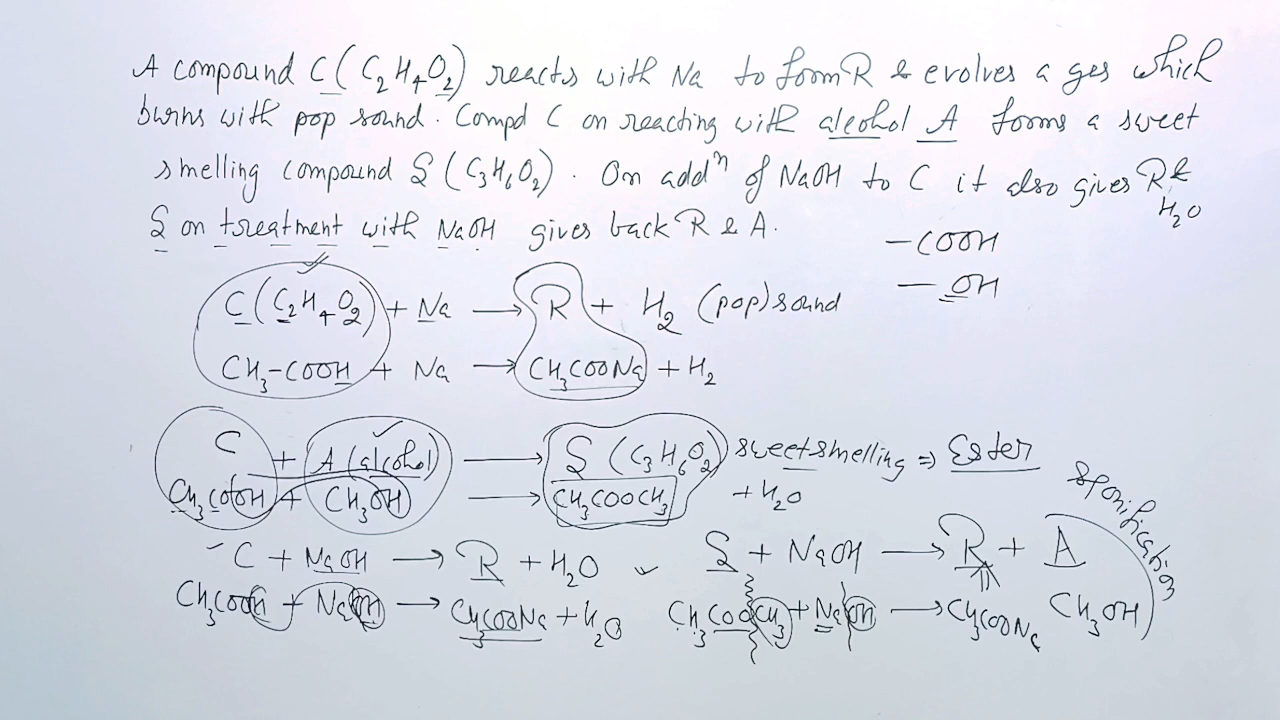 A compound C (C2H4O2) reacts with Na to form R & evolves a ges which
burns with pop sound. Compd C on reacting with alcohol A forms a sweet
smelling compound S (C3H6O2). On addn of NaOH to C it also gives R &
H2O
S on treatment with NaOH gives back R & A.
-COOH
-OH
C (C2H4O2) + Na → R + H2 (pop) sound
CH3-COOH + Na → CH3COONa + H2
C + A (alcohol) → S (C3H6O2) sweet smelling ⇒ Ester
CH3COOH + CH3OH → CH3COOCH3 + H2O
C + NaOH → R + H2O
CH3COOH + NaOH → CH3COONa + H2O
S + NaOH → R + A
CH3COOCH3 + NaOH → CH3COONa CH3OH
Sponification